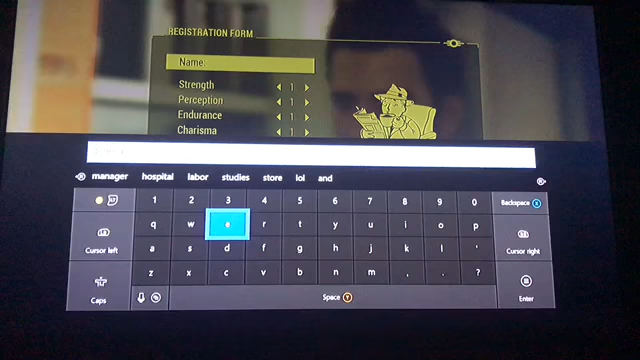 REGISTRATION FORM
Name:
Strength 1
Perception 1
Endurance 1
Charisma 1
manager hospital labor studies store lol and
1 2 3 4 5 6 7 8 9 0 Backspace X
q w e r t y u i o p
Cursor left Cursor right
a s d f g h j k l '
z x c v b n m , . ?
Caps Space Y Enter